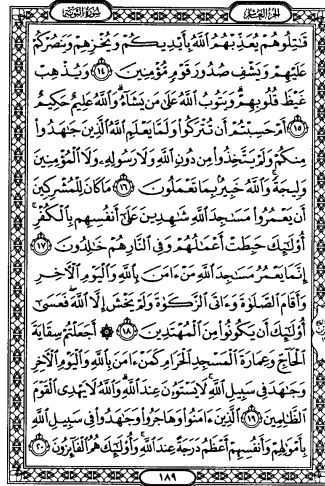 سورة التوبة
الجزء العاشر
قَـٰتِلُوهُمْ يُعَذِّبْهُمُ ٱللَّهُ بِأَيْدِيكُمْ وَيُخْزِهِمْ وَيَنصُرْكُمْ
عَلَيْهِمْ وَيَشْفِ صُدُورَ قَوْمٍ مُّؤْمِنِينَ ١٤ وَيُذْهِبْ
غَيْظَ قُلُوبِهِمْ وَيَتُوبُ ٱللَّهُ عَلَىٰ مَن يَشَآءُ وَٱللَّهُ عَلِيمٌ حَكِيمٌ
١٥ أَمْ حَسِبْتُمْ أَن تُتْرَكُوا۟ وَلَمَّا يَعْلَمِ ٱللَّهُ ٱلَّذِينَ جَـٰهَدُوا۟
مِنكُمْ وَلَمْ يَتَّخِذُوا۟ مِن دُونِ ٱللَّهِ وَلَا رَسُولِهِۦ وَلَا ٱلْمُؤْمِنِينَ
وَلِيجَةً وَٱللَّهُ خَبِيرٌۢ بِمَا تَعْمَلُونَ ١٦ مَا كَانَ لِلْمُشْرِكِينَ
أَن يَعْمُرُوا۟ مَسَـٰجِدَ ٱللَّهِ شَـٰهِدِينَ عَلَىٰٓ أَنفُسِهِم بِٱلْكُفْرِ
أُو۟لَـٰٓئِكَ حَبِطَتْ أَعْمَـٰلُهُمْ وَفِى ٱلنَّارِ هُمْ خَـٰلِدُونَ ١٧
إِنَّمَا يَعْمُرُ مَسَـٰجِدَ ٱللَّهِ مَنْ ءَامَنَ بِٱللَّهِ وَٱلْيَوْمِ ٱلْـَٔاخِرِ
وَأَقَامَ ٱلصَّلَوٰةَ وَءَاتَى ٱلزَّكَوٰةَ وَلَمْ يَخْشَ إِلَّا ٱللَّهَ فَعَسَىٰٓ
أُو۟لَـٰٓئِكَ أَن يَكُونُوا۟ مِنَ ٱلْمُهْتَدِينَ ١٨ ۞ أَجَعَلْتُمْ سِقَايَةَ
ٱلْحَآجِّ وَعِمَارَةَ ٱلْمَسْجِدِ ٱلْحَرَامِ كَمَنْ ءَامَنَ بِٱللَّهِ وَٱلْيَوْمِ ٱلْـَٔاخِرِ
وَجَـٰهَدَ فِى سَبِيلِ ٱللَّهِ لَا يَسْتَوُۥنَ عِندَ ٱللَّهِ وَٱللَّهُ لَا يَهْدِى ٱلْقَوْمَ
ٱلظَّـٰلِمِينَ ١٩ ٱلَّذِينَ ءَامَنُوا۟ وَهَاجَرُوا۟ وَجَـٰهَدُوا۟ فِى سَبِيلِ ٱللَّهِ
بِأَمْوَٰلِهِمْ وَأَنفُسِهِمْ أَعْظَمُ دَرَجَةً عِندَ ٱللَّهِ وَأُو۟لَـٰٓئِكَ هُمُ ٱلْفَآئِزُونَ ٢٠
١٨٩